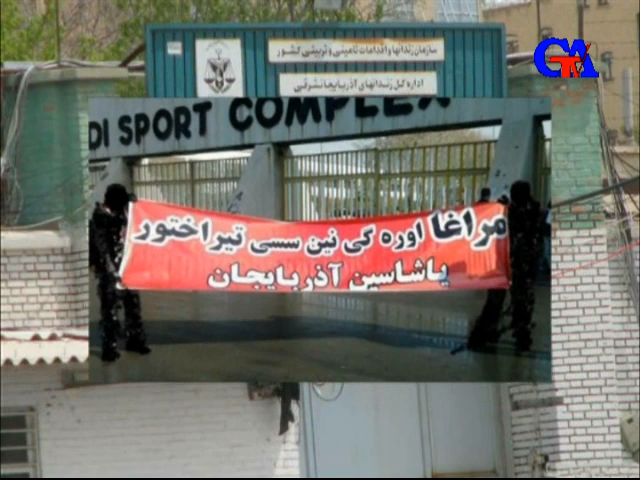 سازمان زندانها و اقدامات تامینی و تربیتی کشور
اداره کل زندانهای آذربایجانشرقی
GATV
DI SPORT COMPLEX
مراغا اوره گی نین سسی تیراختور
یاشاسین آذربایجان